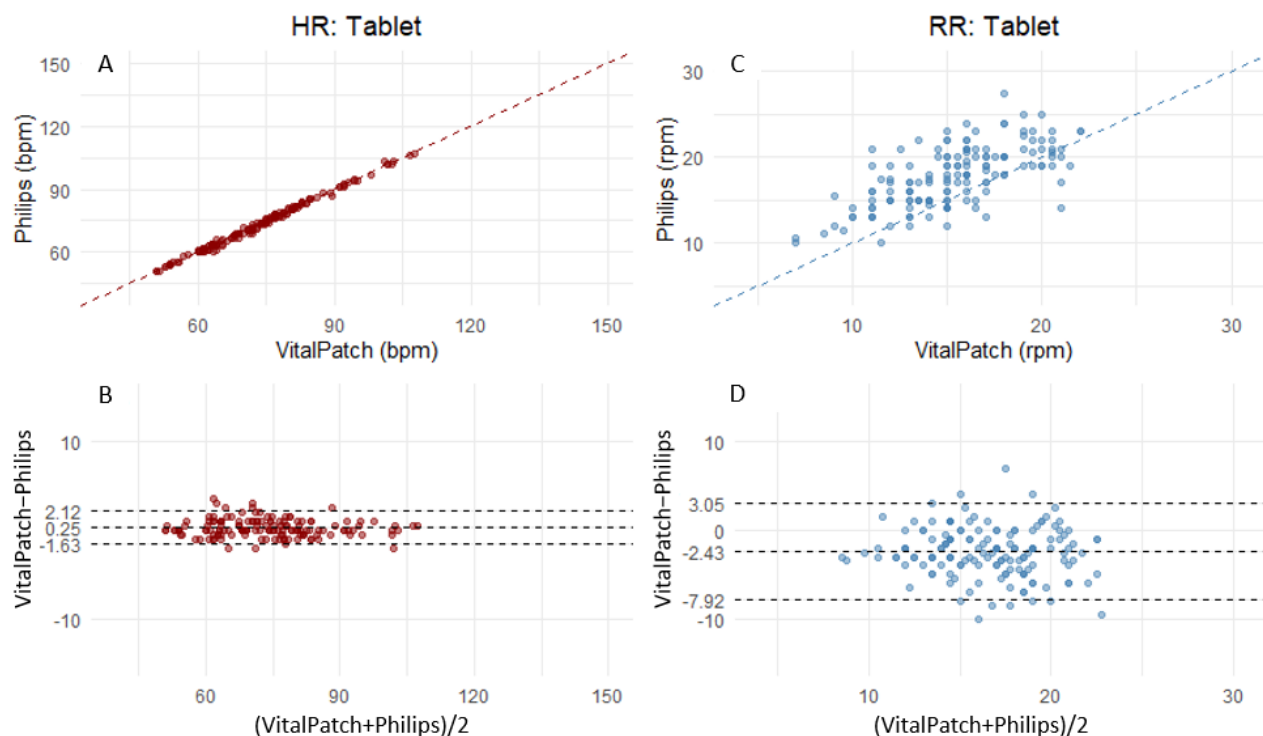 HR: Tablet
A
150
120
90
60
Philips (bpm)
60
90
120
150
VitalPatch (bpm)
RR: Tablet
C
30
20
10
Philips (rpm)
10
20
30
VitalPatch (rpm)
B
10
2.12
0.25
-1.63
-10
VitalPatch−Philips
60
90
120
150
(VitalPatch+Philips)/2
D
10
3.05
0
-2.43
-7.92
-10
VitalPatch−Philips
10
20
30
(VitalPatch+Philips)/2